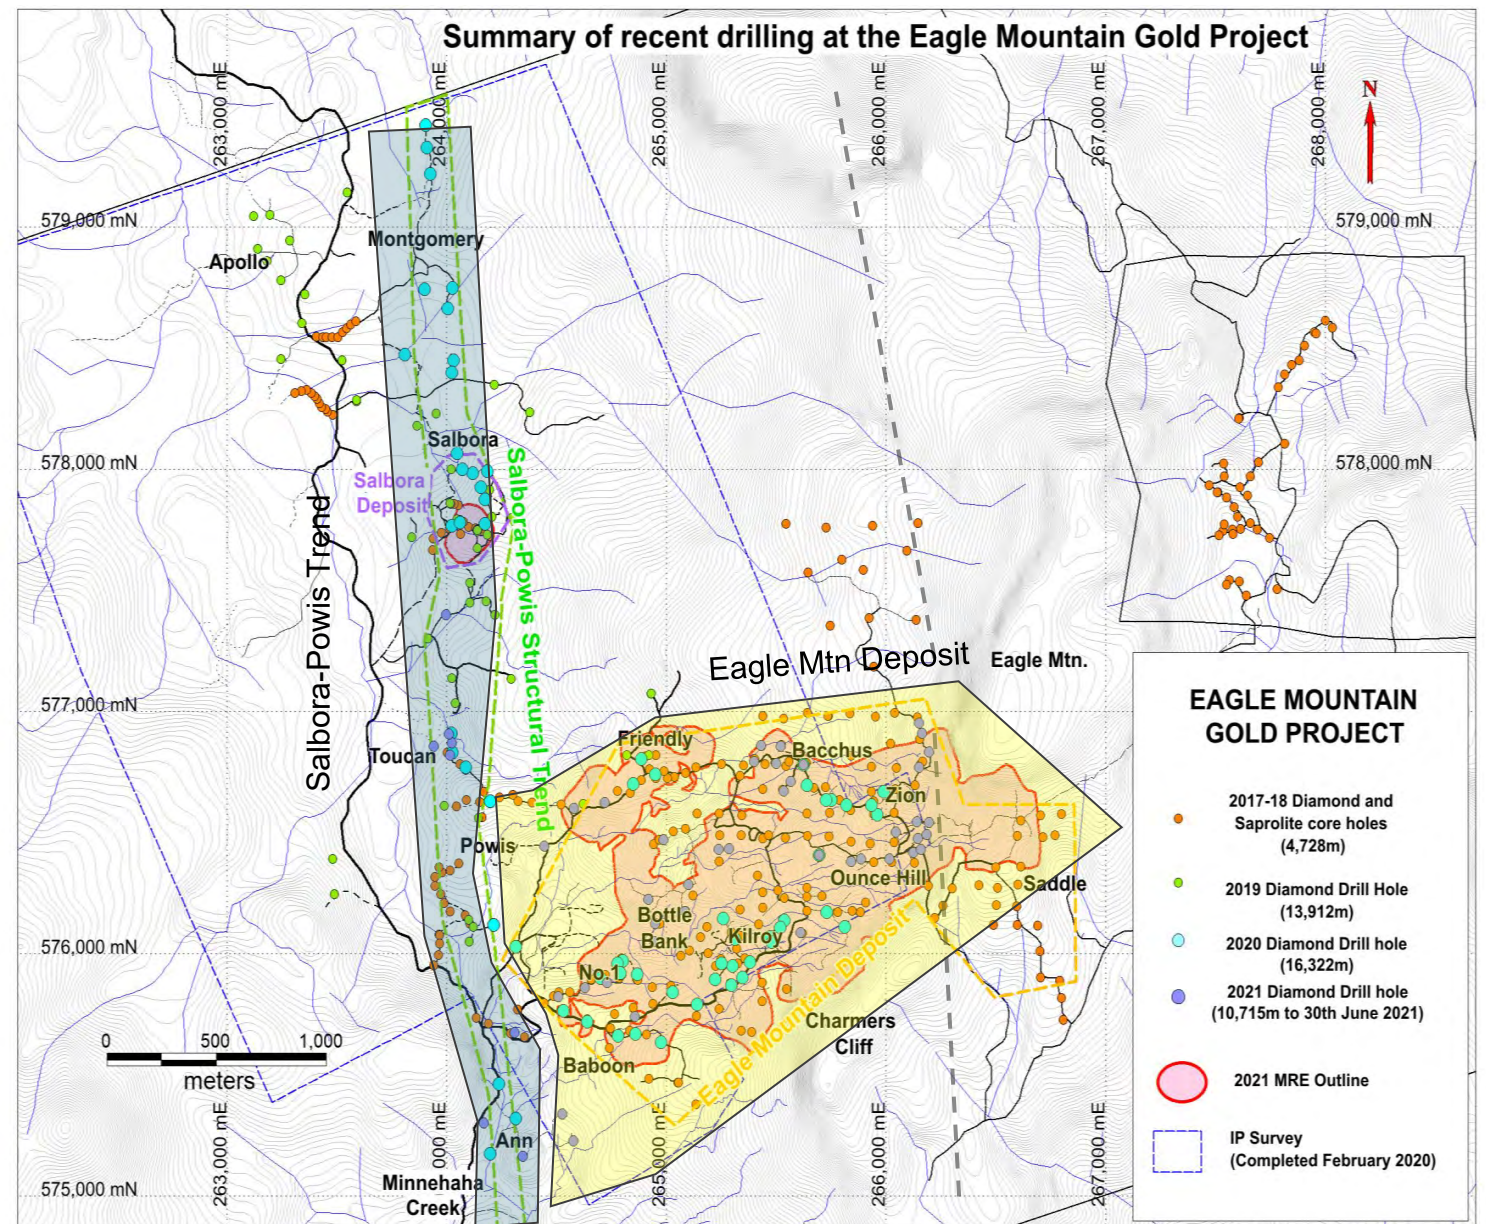 Summary of recent drilling at the Eagle Mountain Gold Project
263,000 mE
264,000 mE
265,000 mE
266,000 mE
267,000 mE
268,000 mE
N
579,000 mN
579,000 mN
Montgomery
Apollo
Salbora
578,000 mN
578,000 mN
Salbora
Deposit
Salbora-Powis Trend
Salbora-Powis Structural Trend
Eagle Mtn Deposit
Eagle Mtn.
577,000 mN
Friendly
Bacchus
Toucan
Zion
Powis
Ounce Hill
Saddle
Bottle
Bank
Kilroy
576,000 mN
No.1
Eagle Mountain Deposit
Charmers
Cliff
Baboon
0 500 1,000
meters
Ann
Minnehaha
Creek
575,000 mN
263,000 mE
000 mE
265,000 mE
266,000 mE
267,000 mE
EAGLE MOUNTAIN
GOLD PROJECT
2017-18 Diamond and
Saprolite core holes
(4,728m)
2019 Diamond Drill Hole
(13,912m)
2020 Diamond Drill hole
(16,322m)
2021 Diamond Drill hole
(10,715m to 30th June 2021)
2021 MRE Outline
IP Survey
(Completed February 2020)